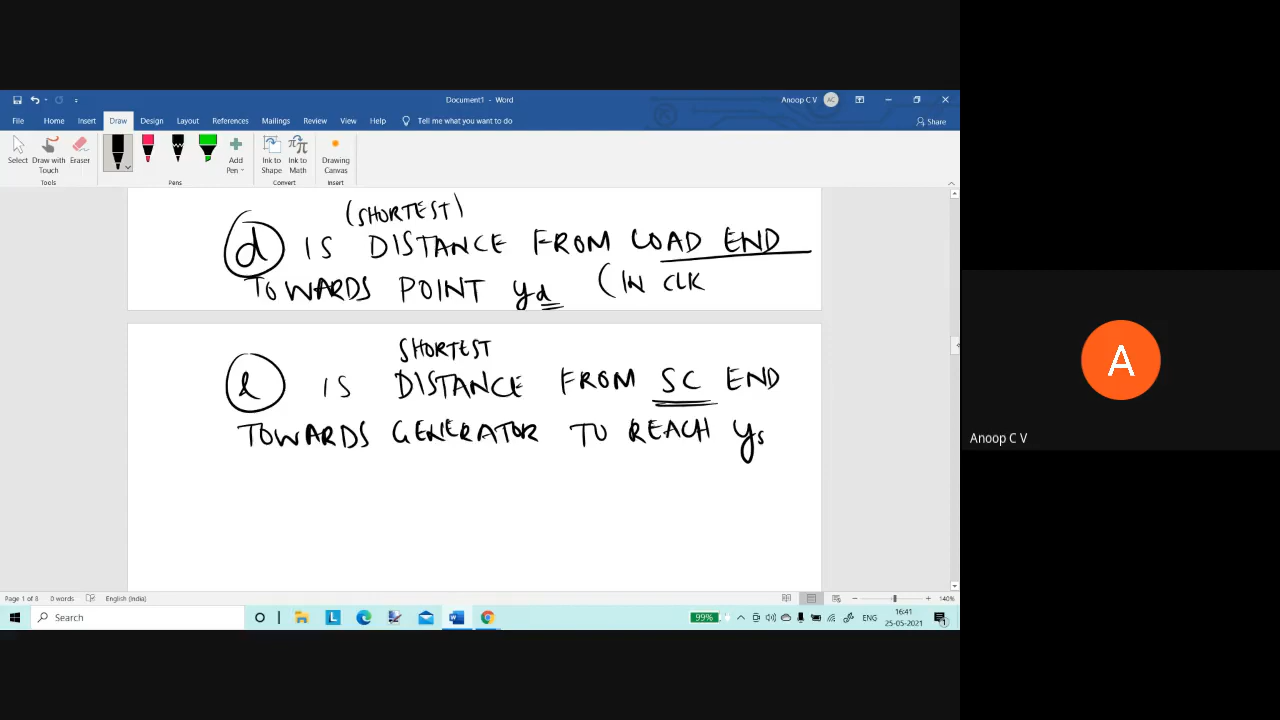 Document1 - Word
Anoop C V
AC
File Home Insert Draw Design Layout References Mailings Review View Help Tell me what you want to do
Share
Select
Draw with Touch
Eraser
Add Pen
Ink to Shape
Ink to Math
Drawing Canvas
Tools
Pens
Convert
Insert
(SHORTEST)
d IS DISTANCE FROM LOAD END
TOWARDS POINT yd (IN CLK
SHORTEST
l IS DISTANCE FROM SC END
TOWARDS GENERATOR TO REACH ys
A
Anoop C V
Page 1 of 8 0 words English (India)
140%
Search
L
99%
ENG
16:41
25-05-2021
1